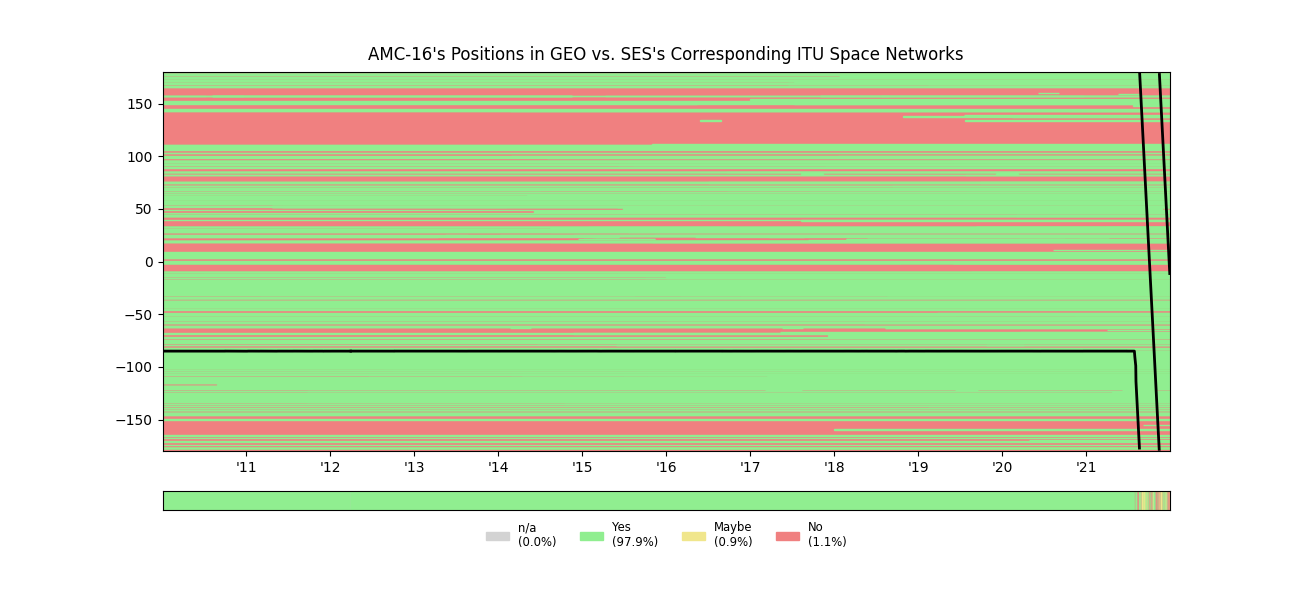 AMC-16's Positions in GEO vs. SES's Corresponding ITU Space Networks
150
100
50
0
−50
−100
−150
'11 '12 '13 '14 '15 '16 '17 '18 '19 '20 '21
n/a Yes Maybe No
(0.0%) (97.9%) (0.9%) (1.1%)